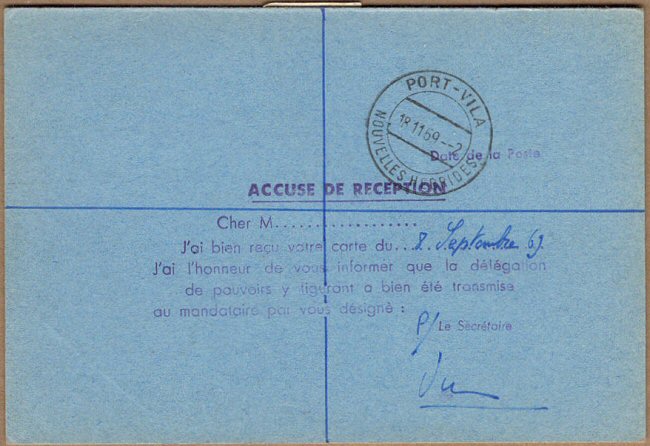 PORT-VILA
18 11 69 -- 2
NOUVELLES HEBRIDES
Date de la Poste
ACCUSE DE RECEPTION
Cher M..................
J'ai bien reçu votre carte du...8. Septembre 69.
J'ai l'honneur de vous informer que la délégation
de pouvoirs y figurant a bien été transmise
au mandataire par vous désigné :
P/ Le Secrétaire